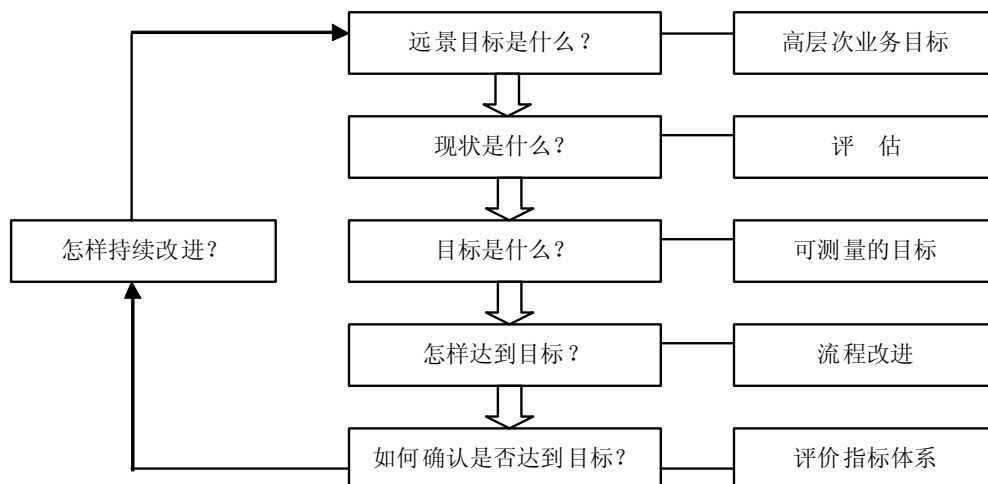 远景目标是什么？
高层次业务目标
现状是什么？
评 估
目标是什么？
可测量的目标
怎样持续改进？
怎样达到目标？
流程改进
如何确认是否达到目标？
评价指标体系